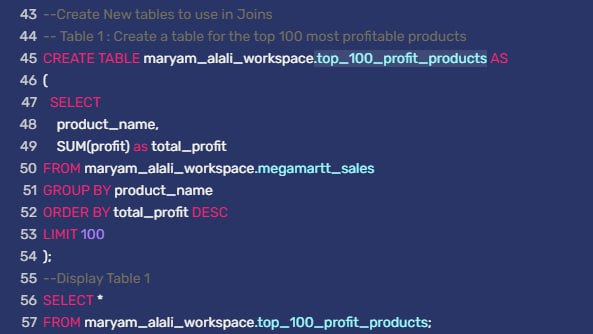 43 --Create New tables to use in Joins
44 -- Table 1 : Create a table for the top 100 most profitable products
45 CREATE TABLE maryam_alali_workspace.top_100_profit_products AS
46 (
47 SELECT
48 product_name,
49 SUM(profit) as total_profit
50 FROM maryam_alali_workspace.megamartt_sales
51 GROUP BY product_name
52 ORDER BY total_profit DESC
53 LIMIT 100
54 );
55 --Display Table 1
56 SELECT *
57 FROM maryam_alali_workspace.top_100_profit_products;